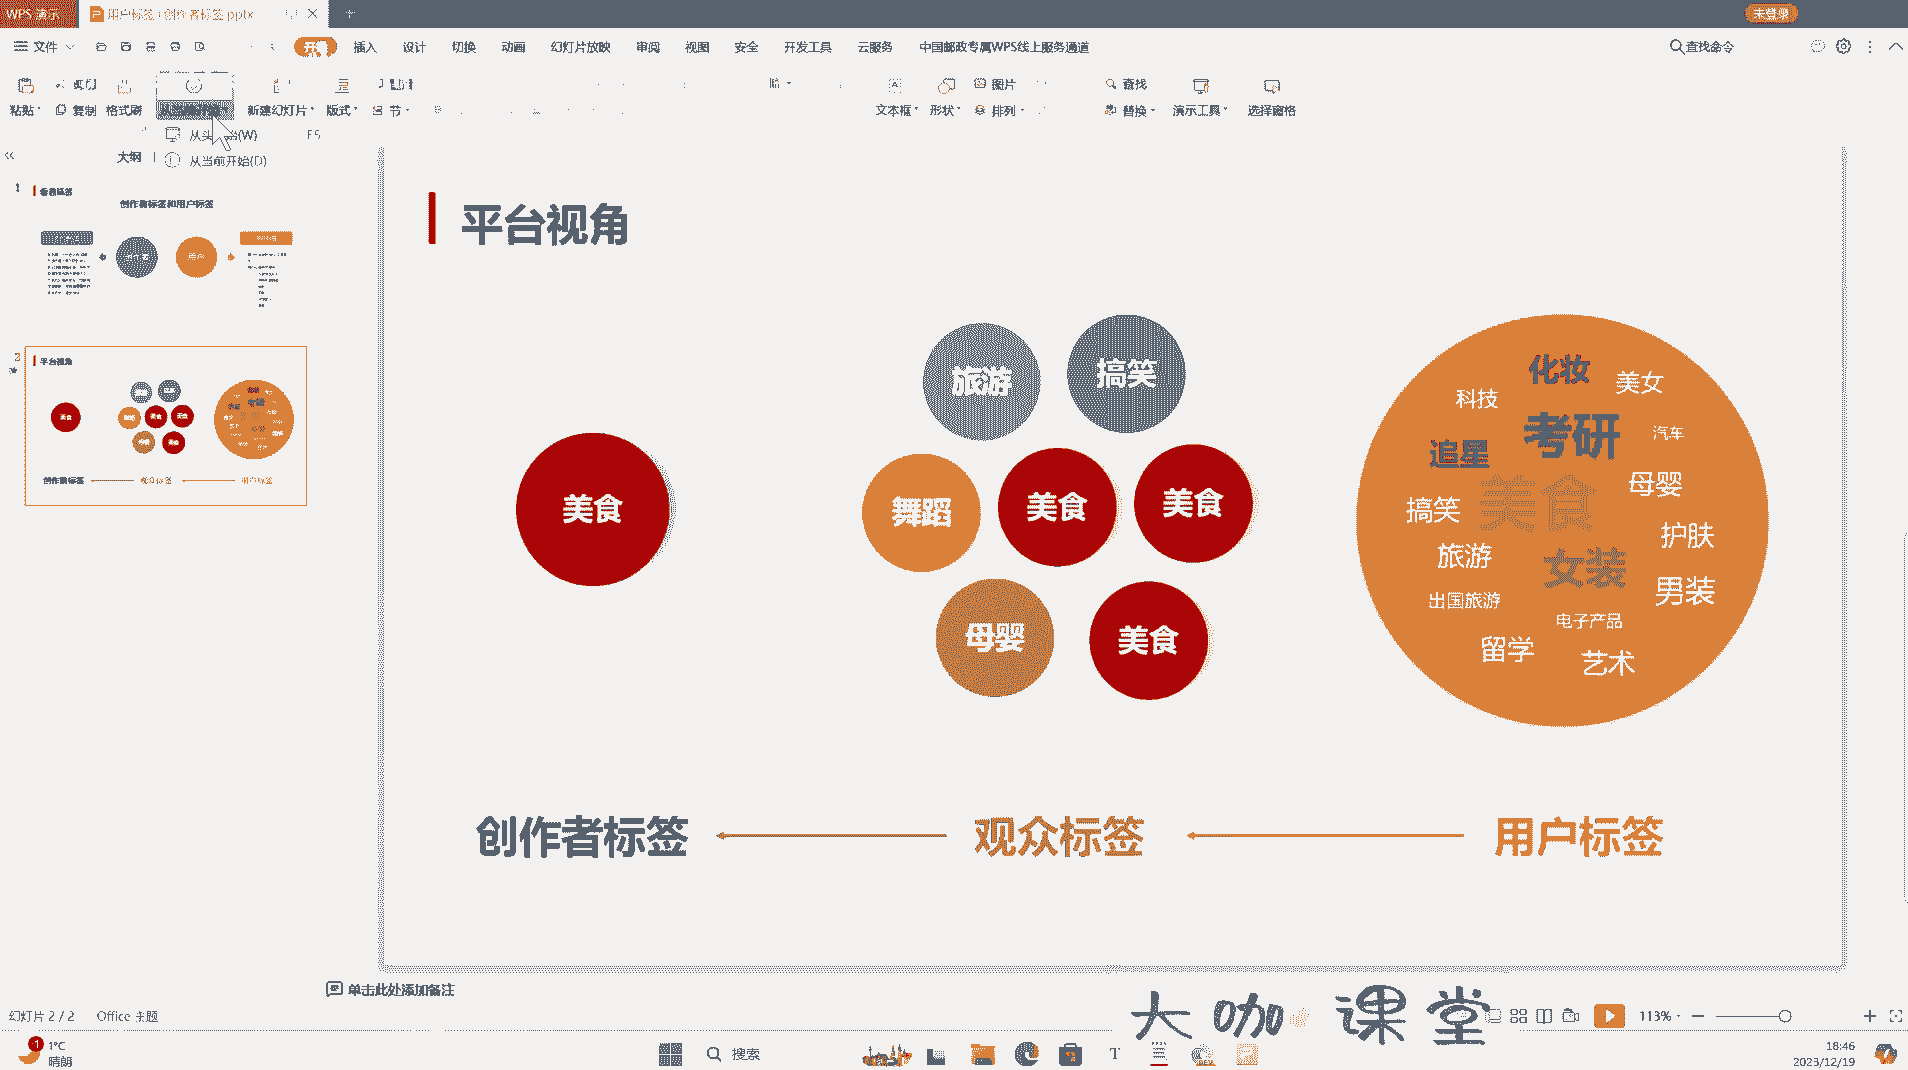 WPS 演示
用户标签+创作者标签.pptx
未登录
文件
开始
插入
设计
切换
动画
幻灯片放映
审阅
视图
安全
开发工具
云服务
中国邮政专属WPS线上服务通道
查找命令
粘贴
复制
格式刷
新建幻灯片
版式
节
文本框
形状
图片
排列
查找
替换
演示工具
选择窗格
F5
从当前开始(D)
大纲
1
创作者标签和用户标签
2
平台视角
美食
创作者标签
观众标签
用户标签
平台视角
旅游
搞笑
美食
舞蹈
美食
美食
母婴
美食
化妆
美女
科技
考研
汽车
追星
母婴
美食
搞笑
护肤
旅游
女装
男装
出国旅游
电子产品
留学
艺术
创作者标签
观众标签
用户标签
单击此处添加备注
大咖课堂
幻灯片 2 / 2
Office 主题
113%
1
1°C
晴朗
搜索
18:46
2023/12/19